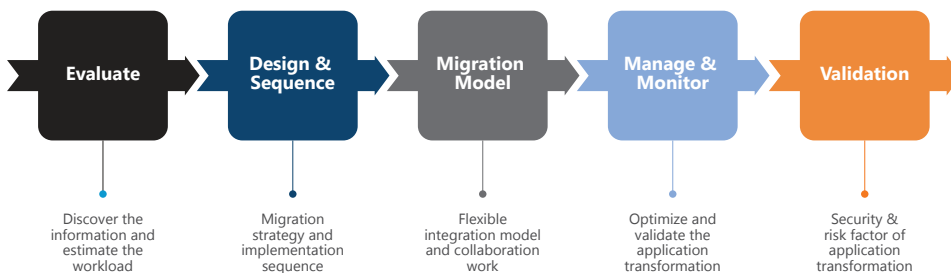 Evaluate
Design &
Sequence
Migration
Model
Manage &
Monitor
Validation
Discover the
information and
estimate the
workload
Migration
strategy and
implementation
sequence
Flexible
integration model
and collaboration
work
Optimize and
validate the
application
transformation
Security &
risk factor of
application
transformation